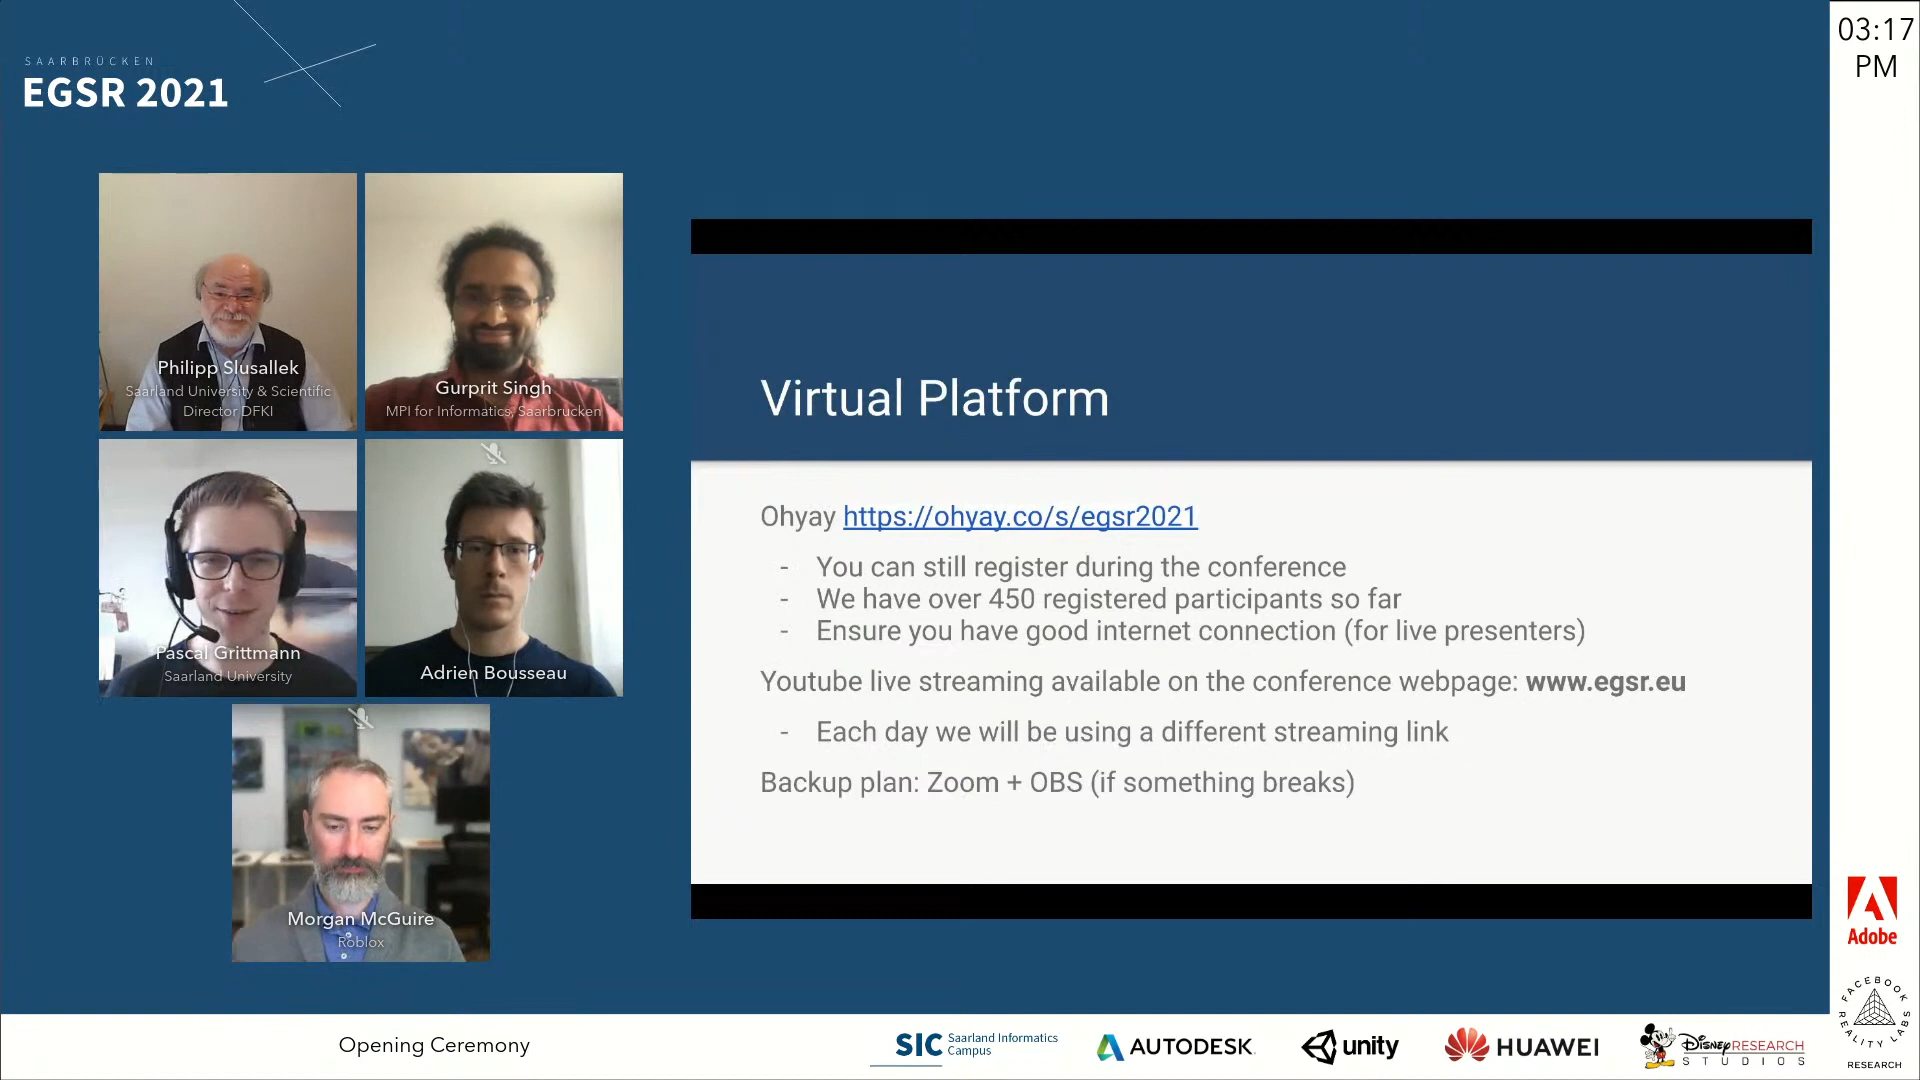 SAARBRÜCKEN
EGSR 2021
03:17
PM
Philipp Slusallek
Saarland University & Scientific
Director DFKI
Gurprit Singh
MPI for Informatics, Saarbrucken
Pascal Grittmann
Saarland University
Adrien Bousseau
Morgan McGuire
Roblox
Virtual Platform
Ohyay https://ohyay.co/s/egsr2021
- You can still register during the conference
- We have over 450 registered participants so far
- Ensure you have good internet connection (for live presenters)
Youtube live streaming available on the conference webpage: www.egsr.eu
- Each day we will be using a different streaming link
Backup plan: Zoom + OBS (if something breaks)
Adobe
FACEBOOK
REALITY LABS
RESEARCH
Opening Ceremony
SIC Saarland Informatics
Campus
AUTODESK.
unity
HUAWEI
DISNEY RESEARCH
STUDIOS